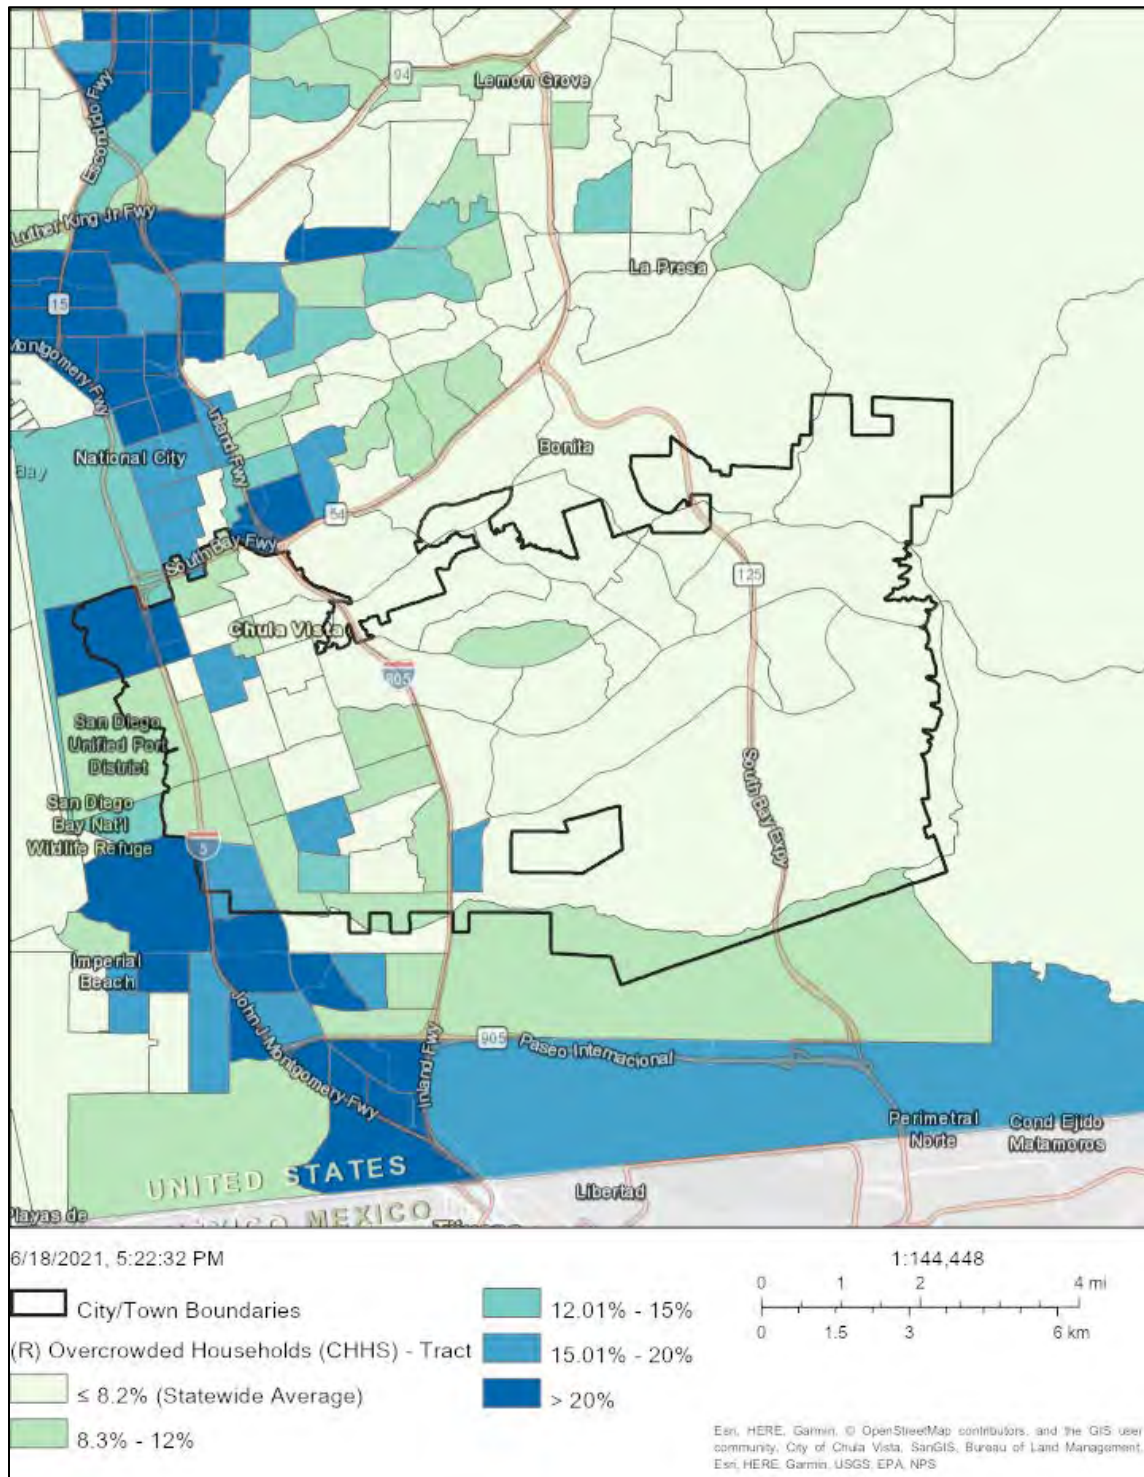 94
Lemon Grove
Escondido Fwy
Luther King Jr Fwy
La Presa
15
Montgomery Fwy
Inland Fwy
National City
Bonita
Bay
54
South Bay Fwy
125
Chula Vista
805
San Diego
Unified Port
District
South Bay Expy
San Diego
Bay Nat'l
Wildlife Refuge
5
Imperial
Beach
John J Montgomery Fwy
Inland Fwy
905
Paseo Internacional
Perimetral
Norte
Cond Ejido
Matamoros
UNITED STATES
Libertad
Playas de
MEXICO
6/18/2021, 5:22:32 PM
1:144,448
0 1 2 4 mi
0 1.5 3 6 km
City/Town Boundaries
(R) Overcrowded Households (CHHS) - Tract
≤ 8.2% (Statewide Average)
8.3% - 12%
12.01% - 15%
15.01% - 20%
> 20%
Esri, HERE, Garmin, © OpenStreetMap contributors, and the GIS user
community, City of Chula Vista, SanGIS, Bureau of Land Management,
Esri, HERE, Garmin, USGS, EPA, NPS